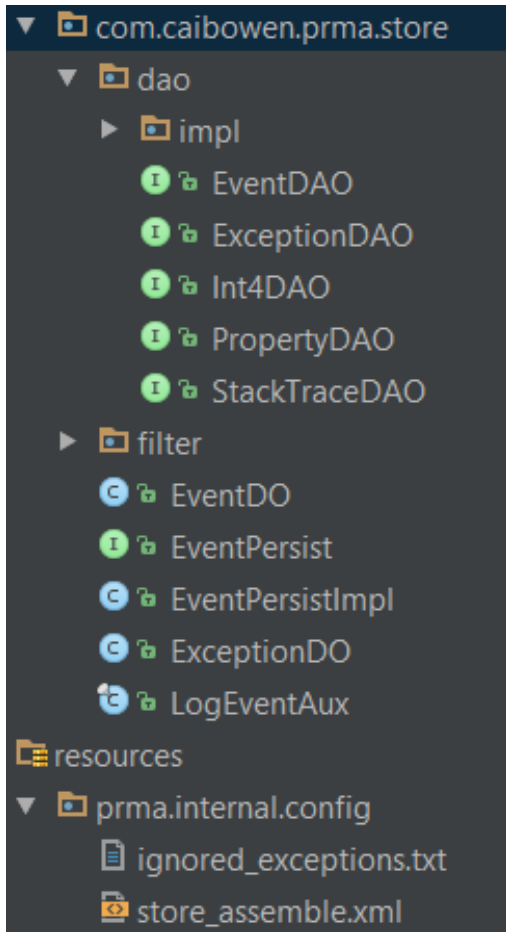 com.caibowen.prma.store
dao
impl
EventDAO
ExceptionDAO
Int4DAO
PropertyDAO
StackTraceDAO
filter
EventDO
EventPersist
EventPersistImpl
ExceptionDO
LogEventAux
resources
prma.internal.config
ignored_exceptions.txt
store_assemble.xml